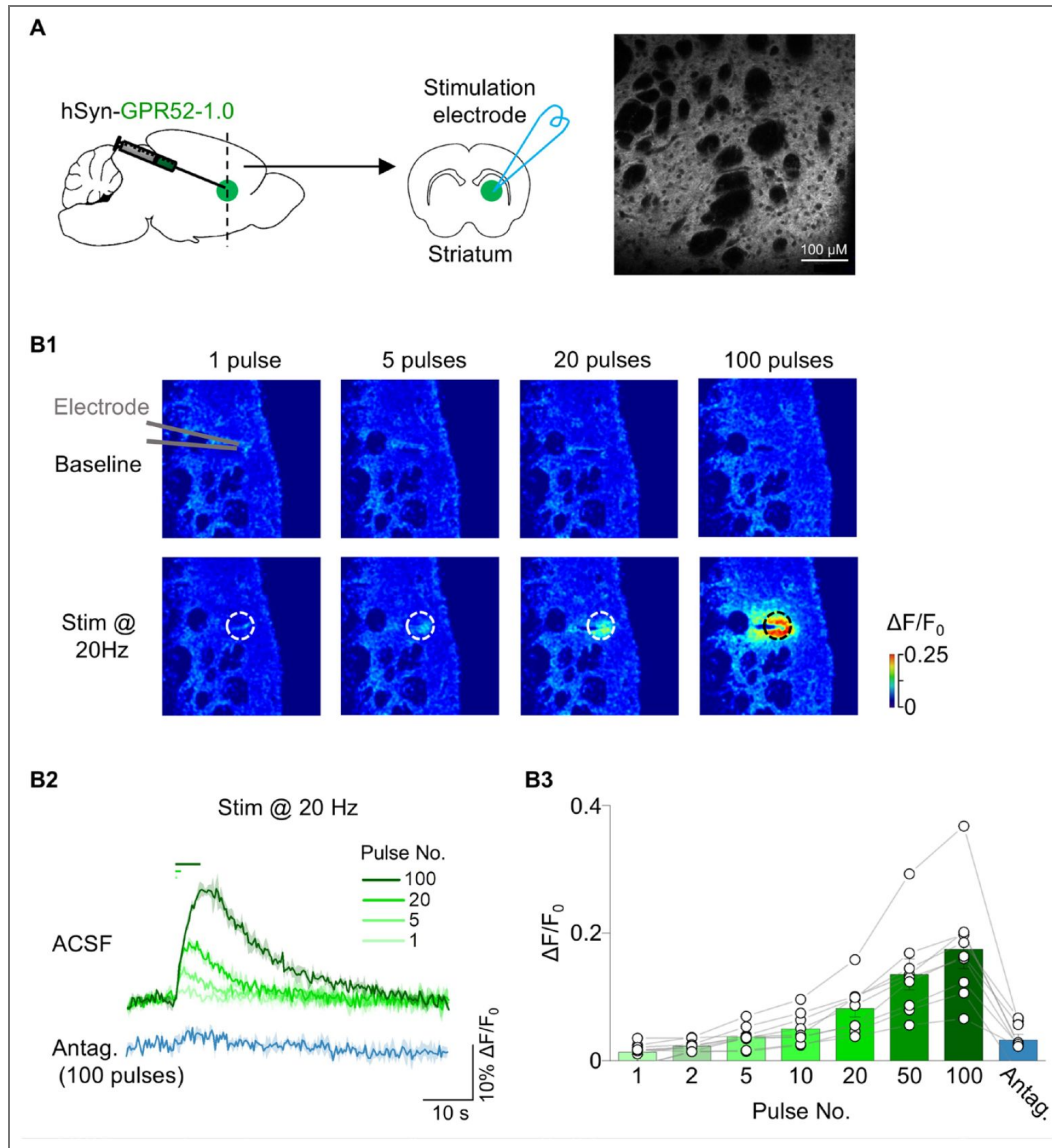 A
hSyn-GPR52-1.0
Stimulation
electrode
Striatum
100 µM
B1
1 pulse
5 pulses
20 pulses
100 pulses
Electrode
Baseline
Stim @
20Hz
ΔF/F0
0.25
0
B2
Stim @ 20 Hz
Pulse No.
100
20
5
1
ACSF
Antag.
(100 pulses)
10% ΔF/F0
10 s
B3
0.4
0.2
0
ΔF/F0
1
2
5
10
20
50
100
Antag.
Pulse No.